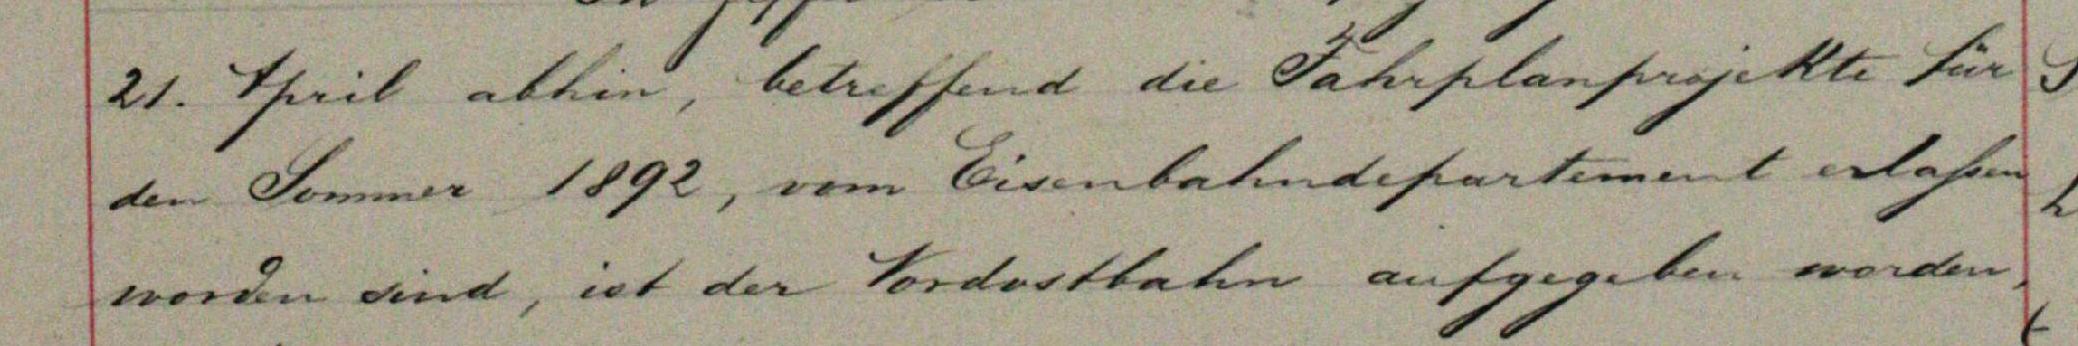 21. April abhin, betreffend die Fahrplanprojekte für
den Sommer 1892, vom Eisenbahndepartement erlassen
worden sind, ist der Nordostbahn aufgegeben worden,